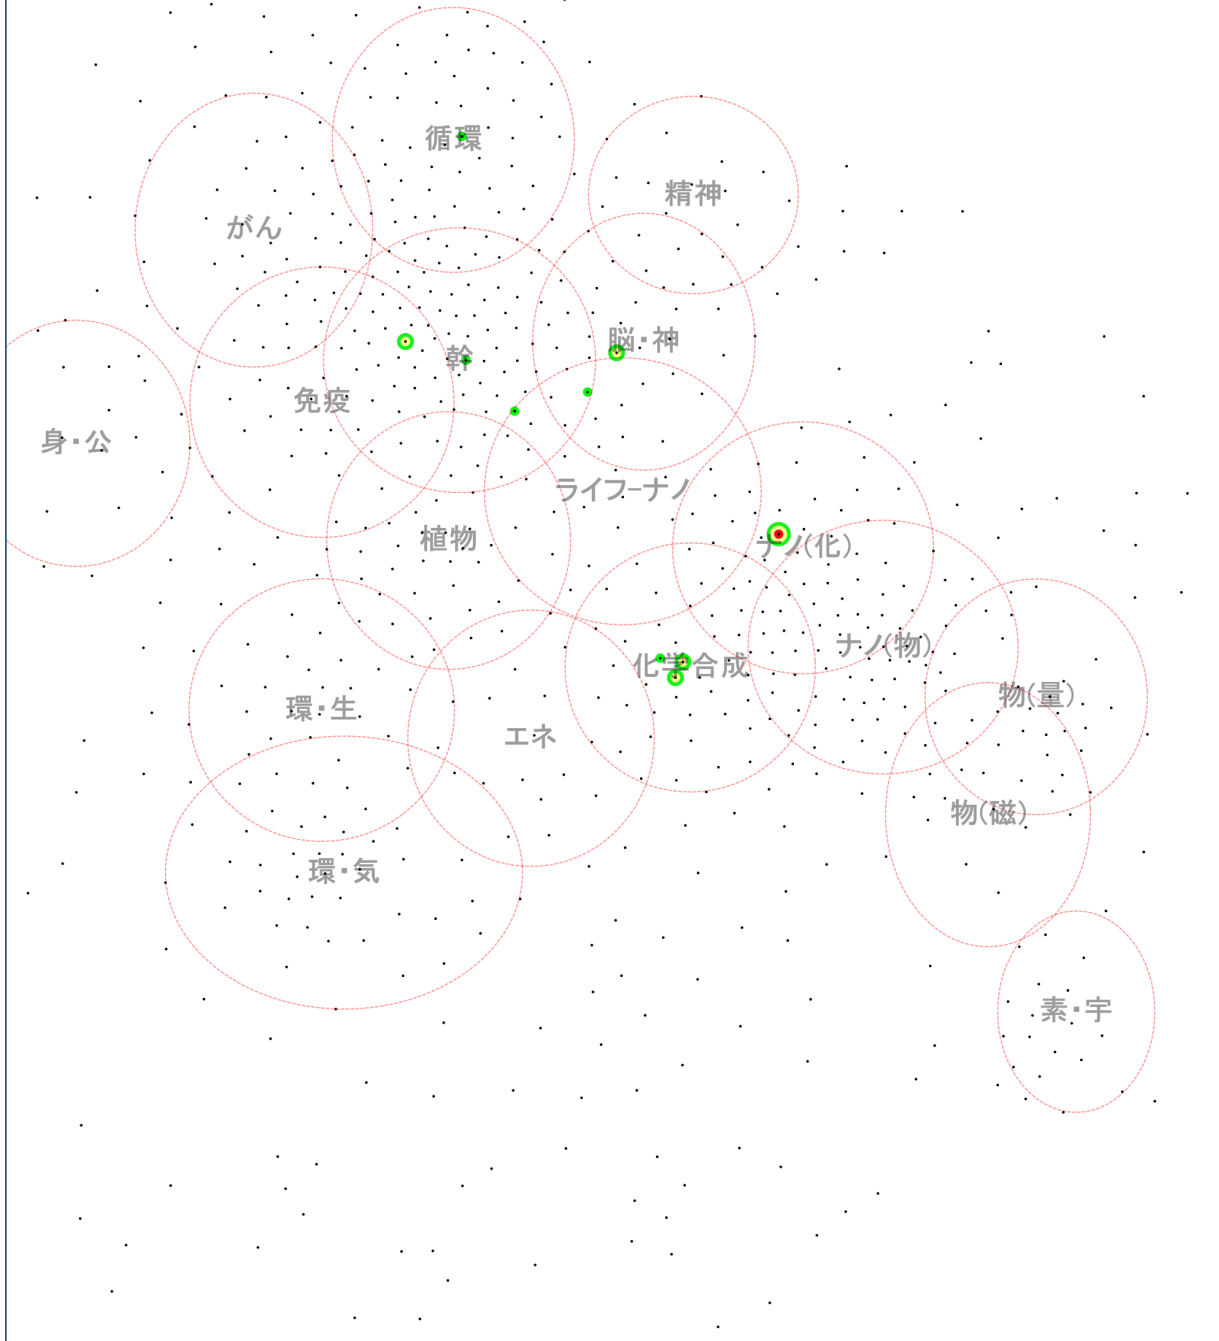 循環
精神
がん
脳・神
幹
免疫
身・公
ライフ−ナノ
植物
ナノ(化)
ナノ(物)
化学合成
物(量)
環・生
エネ
物(磁)
環・気
素・宇